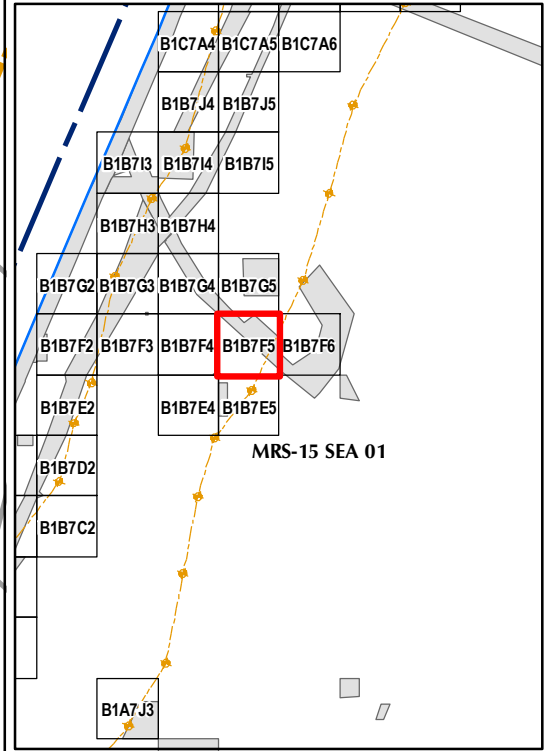 B1C7A4 B1C7A5 B1C7A6
B1B7J4 B1B7J5
B1B7I3 B1B7I4 B1B7I5
B1B7H3 B1B7H4
B1B7G2 B1B7G3 B1B7G4 B1B7G5
B1B7F2 B1B7F3 B1B7F4 B1B7F5 B1B7F6
B1B7E2 B1B7E4 B1B7E5
MRS-15 SEA 01
B1B7D2
B1B7C2
B1A7J3